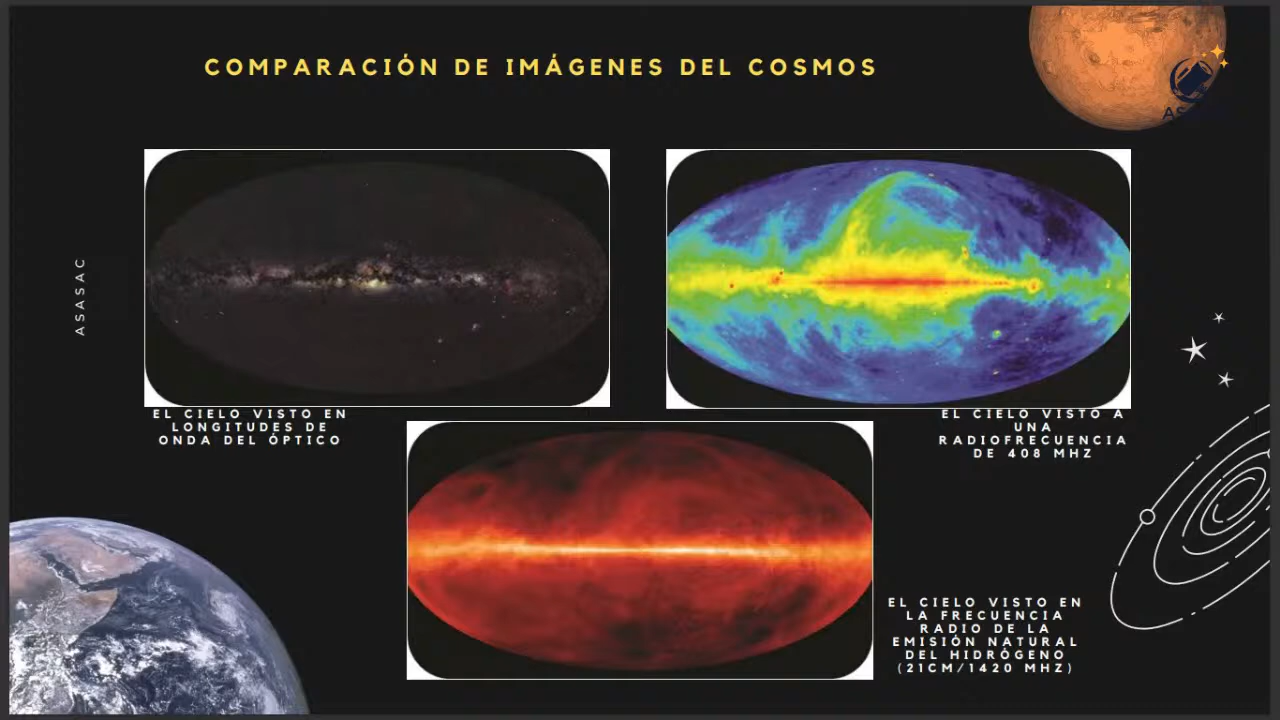 COMPARACIÓN DE IMÁGENES DEL COSMOS
ASASAC
EL CIELO VISTO EN
LONGITUDES DE
ONDA DEL ÓPTICO
EL CIELO VISTO A
UNA
RADIOFRECUENCIA
DE 408 MHZ
EL CIELO VISTO EN
LA FRECUENCIA
RADIO DE LA
EMISIÓN NATURAL
DEL HIDRÓGENO
(21CM/1420 MHZ)